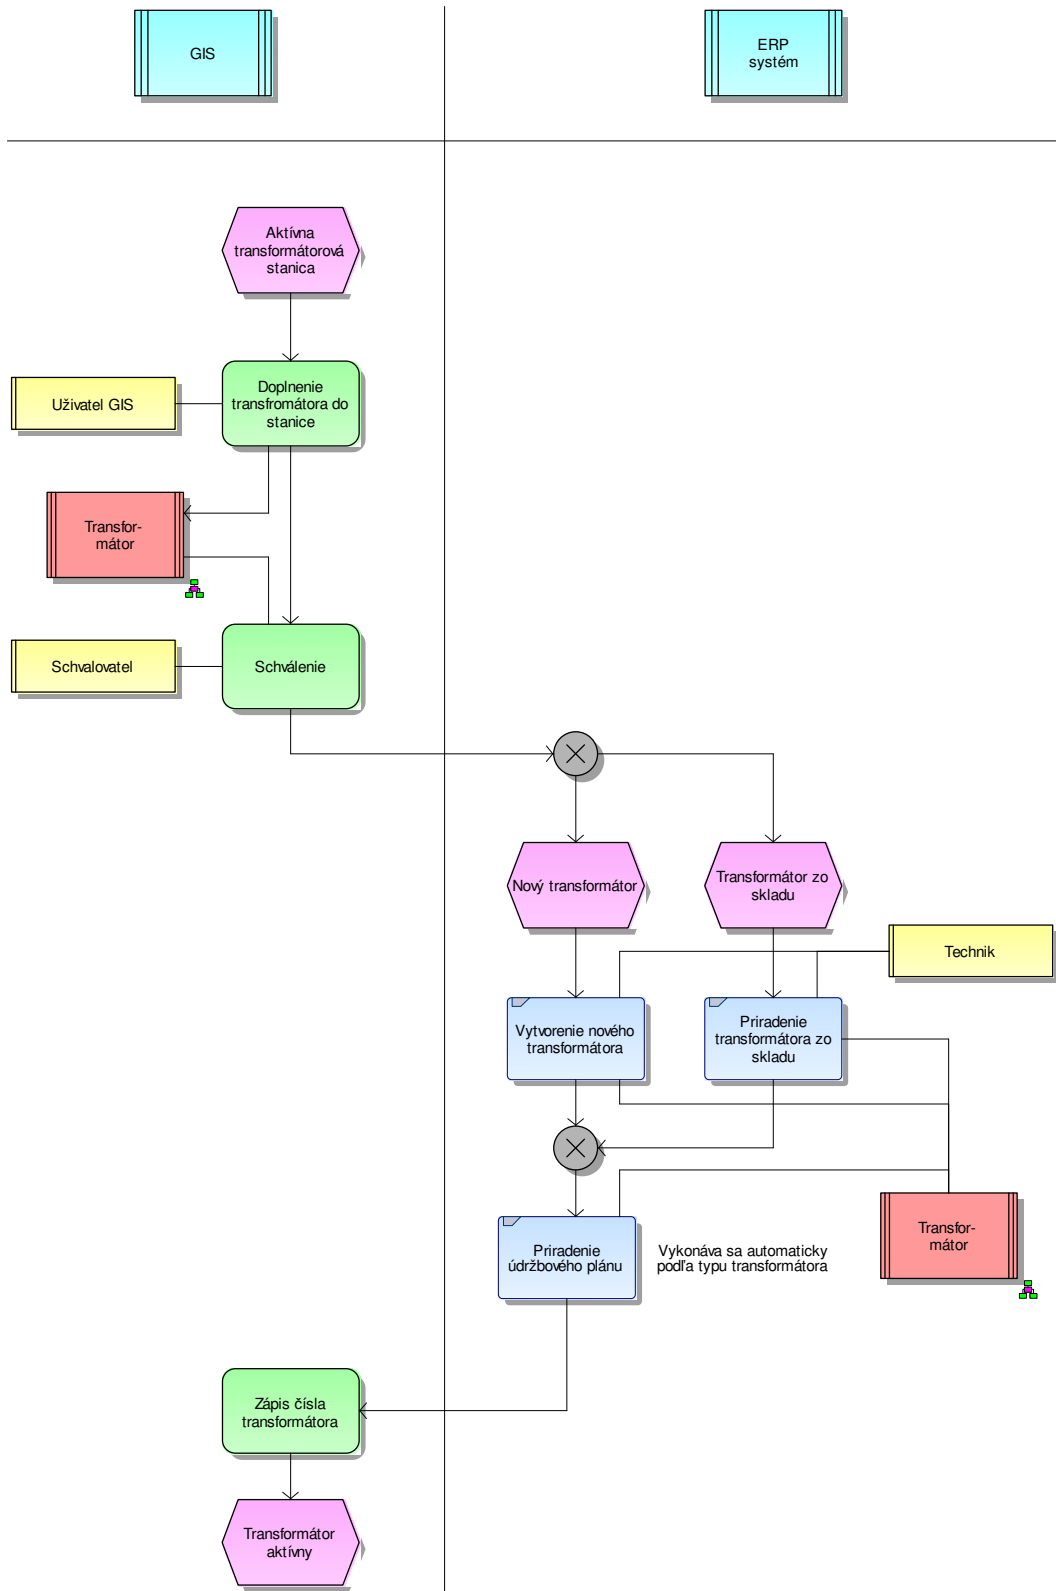 GIS
ERP
systém
Aktívna
transformátorová
stanica
Doplnenie
transfromátora do
stanice
Uživatel GIS
Transfor-
mátor
Schvalovatel
Schválenie
Nový transformátor
Transformátor zo
skladu
Technik
Vytvorenie nového
transformátora
Priradenie
transformátora zo
skladu
Priradenie
údržbového plánu
Vykonáva sa automaticky
podľa typu transformátora
Transfor-
mátor
Zápis čísla
transformátora
Transformátor
aktívny